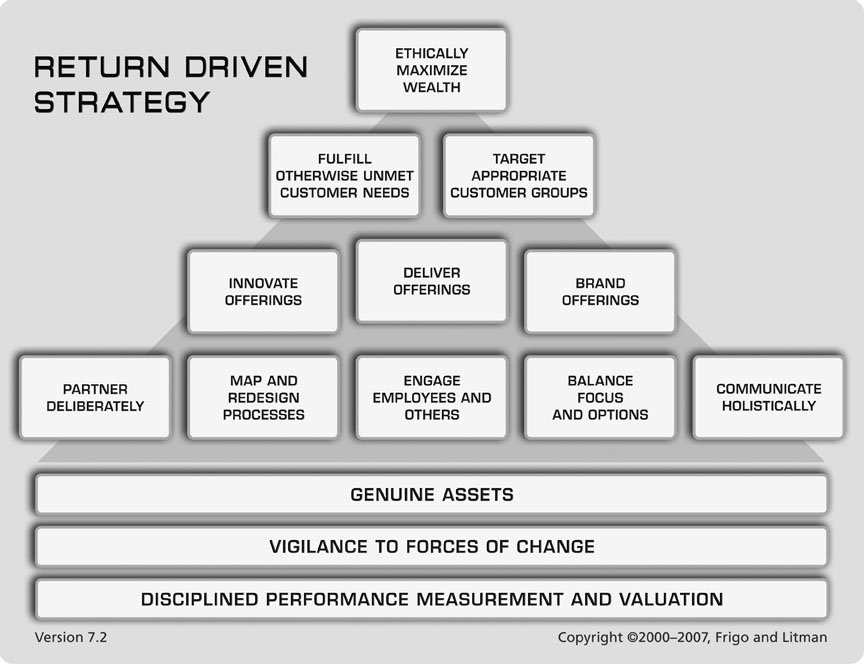 RETURN DRIVEN
STRATEGY
ETHICALLY
MAXIMIZE
WEALTH
FULFILL
OTHERWISE UNMET
CUSTOMER NEEDS
TARGET
APPROPRIATE
CUSTOMER GROUPS
INNOVATE
OFFERINGS
DELIVER
OFFERINGS
BRAND
OFFERINGS
PARTNER
DELIBERATELY
MAP AND
REDESIGN
PROCESSES
ENGAGE
EMPLOYEES AND
OTHERS
BALANCE
FOCUS
AND OPTIONS
COMMUNICATE
HOLISTICALLY
GENUINE ASSETS
VIGILANCE TO FORCES OF CHANGE
DISCIPLINED PERFORMANCE MEASUREMENT AND VALUATION
Version 7.2
Copyright ©2000–2007, Frigo and Litman